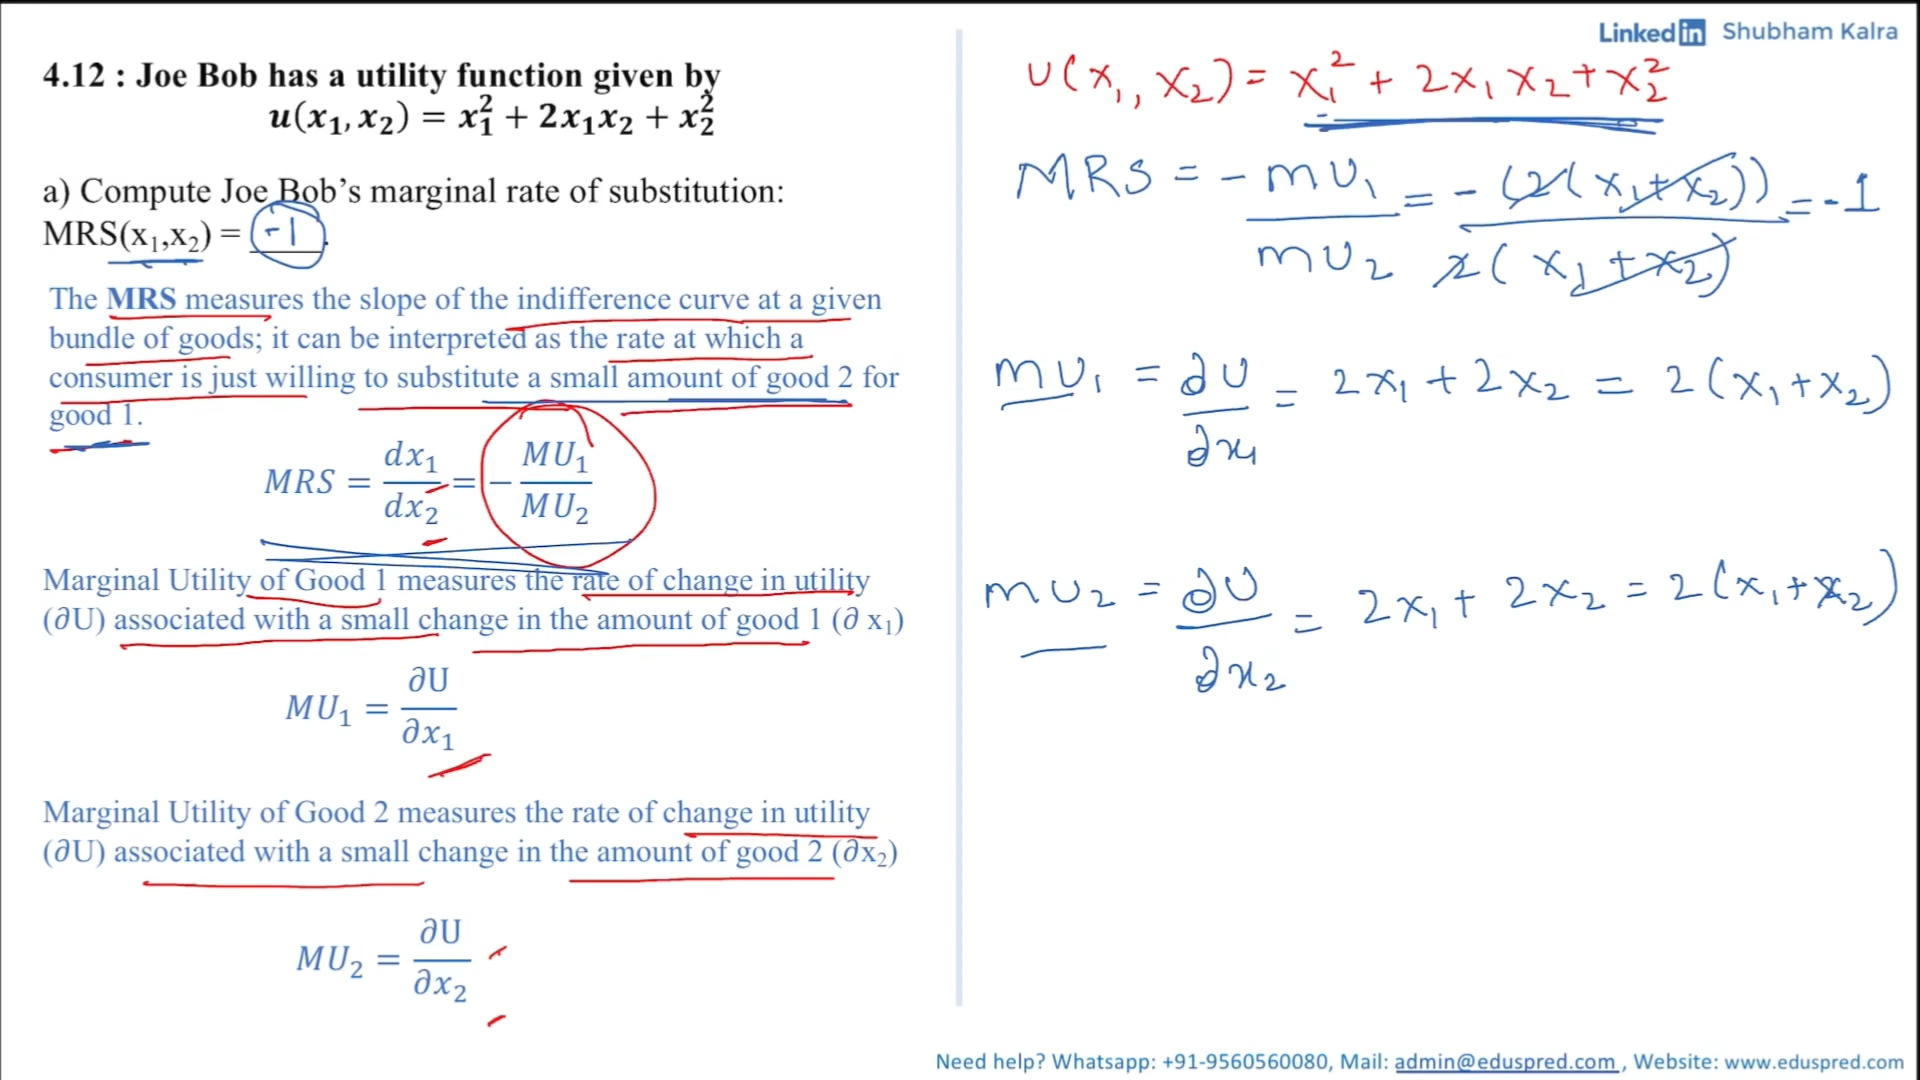 Linked in Shubham Kalra
4.12 : Joe Bob has a utility function given by
u(x₁, x₂) = x₁² + 2x₁x₂ + x₂²
a) Compute Joe Bob’s marginal rate of substitution:
MRS(x₁,x₂) = -1.
The MRS measures the slope of the indifference curve at a given
bundle of goods; it can be interpreted as the rate at which a
consumer is just willing to substitute a small amount of good 2 for
good 1.
MRS = dx₁/dx₂ = - MU₁/MU₂
Marginal Utility of Good 1 measures the rate of change in utility
(∂U) associated with a small change in the amount of good 1 (∂ x₁)
MU₁ = ∂U/∂x₁
Marginal Utility of Good 2 measures the rate of change in utility
(∂U) associated with a small change in the amount of good 2 (∂x₂)
MU₂ = ∂U/∂x₂
U(x₁, x₂) = x₁² + 2x₁x₂ + x₂²
MRS = - MU₁/MU₂ = - (2(x₁+x₂))/2(x₁+x₂) = -1
MU₁ = ∂U/∂x₁ = 2x₁ + 2x₂ = 2(x₁+x₂)
MU₂ = ∂U/∂x₂ = 2x₁ + 2x₂ = 2(x₁+x₂)
Need help? Whatsapp: +91-9560560080, Mail: admin@eduspred.com , Website: www.eduspred.com